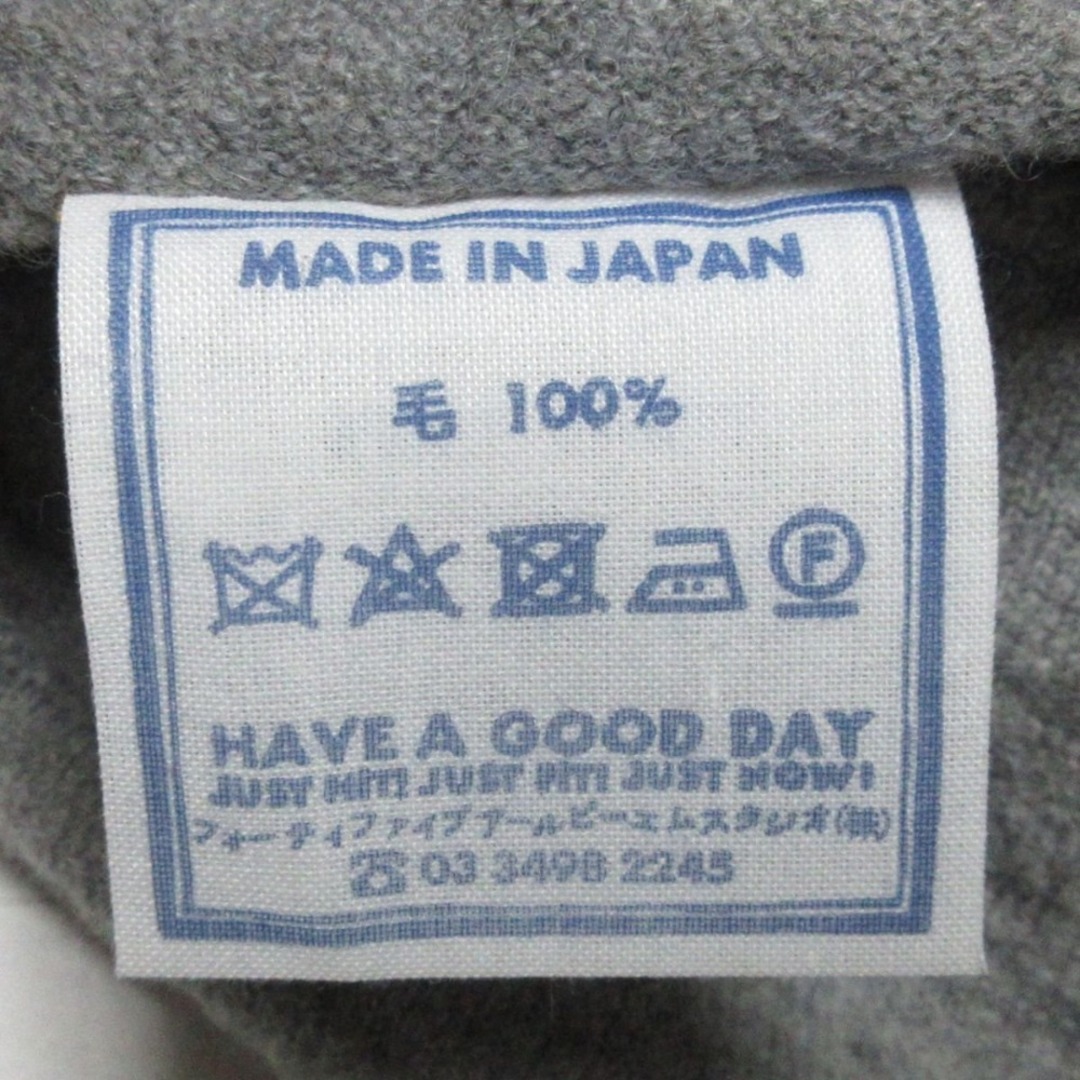 MADE IN JAPAN
毛 100%
F
HAVE A GOOD DAY
JUST HIT! JUST FIT! JUST NOW!
フォーティファイブアールピーエムスタジオ(株)
☎ 03 3498 2245